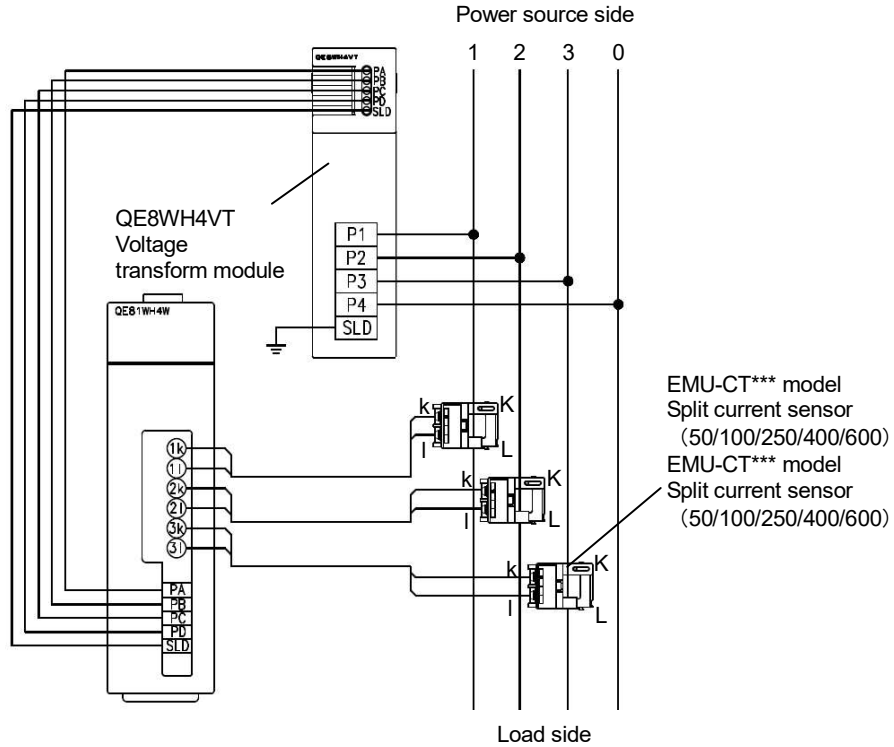 Power source side
1 2 3 0
QE8WH4VT
PA
PB
PC
PD
SLD
QE8WH4VT
Voltage
transform module
P1
P2
P3
P4
SLD
QE81WH4W
1k
1l
2k
2l
3k
3l
PA
PB
PC
PD
SLD
k K
l L
k K
l L
k K
l L
EMU-CT*** model
Split current sensor
(50/100/250/400/600)
EMU-CT*** model
Split current sensor
(50/100/250/400/600)
Load side